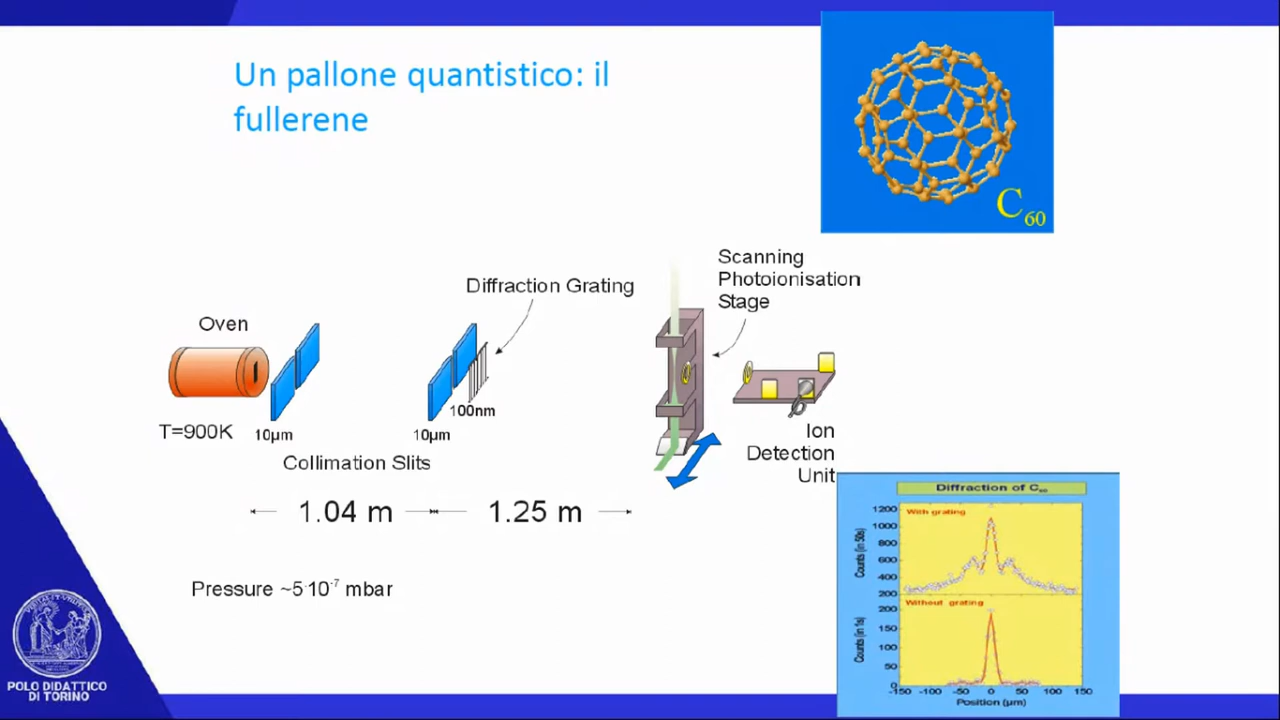 Un pallone quantistico: il
fullerene
C60
Scanning
Photoionisation
Stage
Diffraction Grating
Oven
100nm
T=900K
10µm
10µm
Collimation Slits
Ion
Detection
Unit
1.04 m
1.25 m
Pressure ~5·10-7 mbar
Diffraction of C60
With grating
Counts (in 50s)
1200
1000
800
600
400
200
Without grating
Counts (in 1s)
200
150
100
50
0
-150 -100 -50 0 50 100 150
Position (µm)
POLO DIDATTICO
DI TORINO